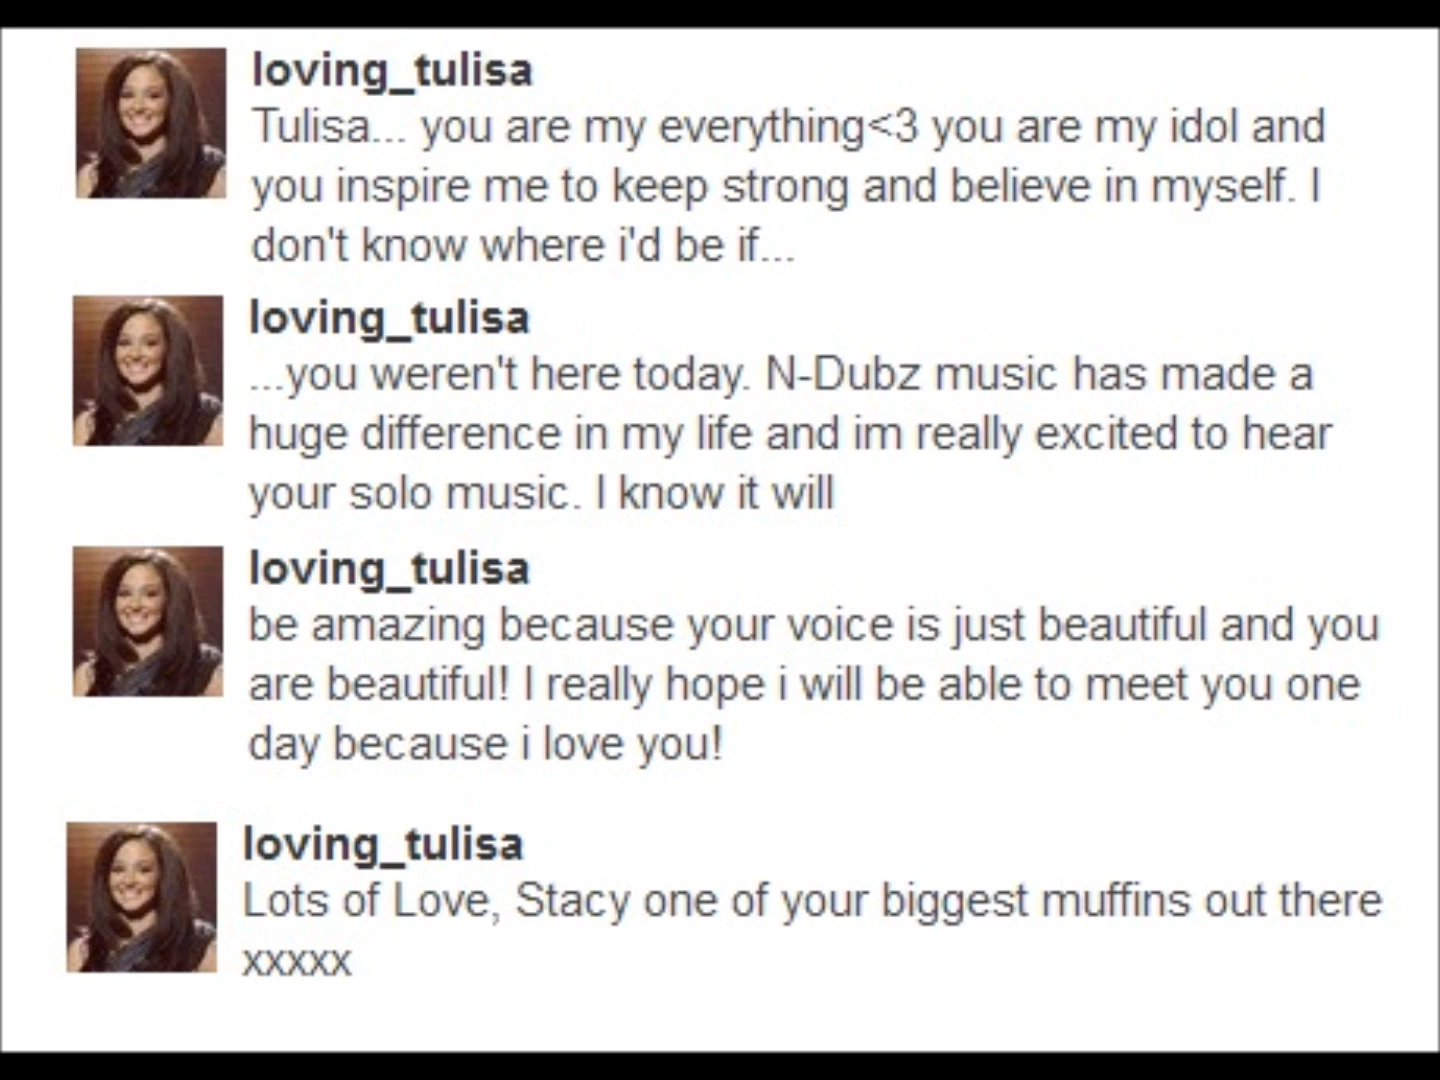 loving_tulisa
Tulisa... you are my everything<3 you are my idol and
you inspire me to keep strong and believe in myself. I
don't know where i'd be if...
loving_tulisa
...you weren't here today. N-Dubz music has made a
huge difference in my life and im really excited to hear
your solo music. I know it will
loving_tulisa
be amazing because your voice is just beautiful and you
are beautiful! I really hope i will be able to meet you one
day because i love you!
loving_tulisa
Lots of Love, Stacy one of your biggest muffins out there
xxxxx